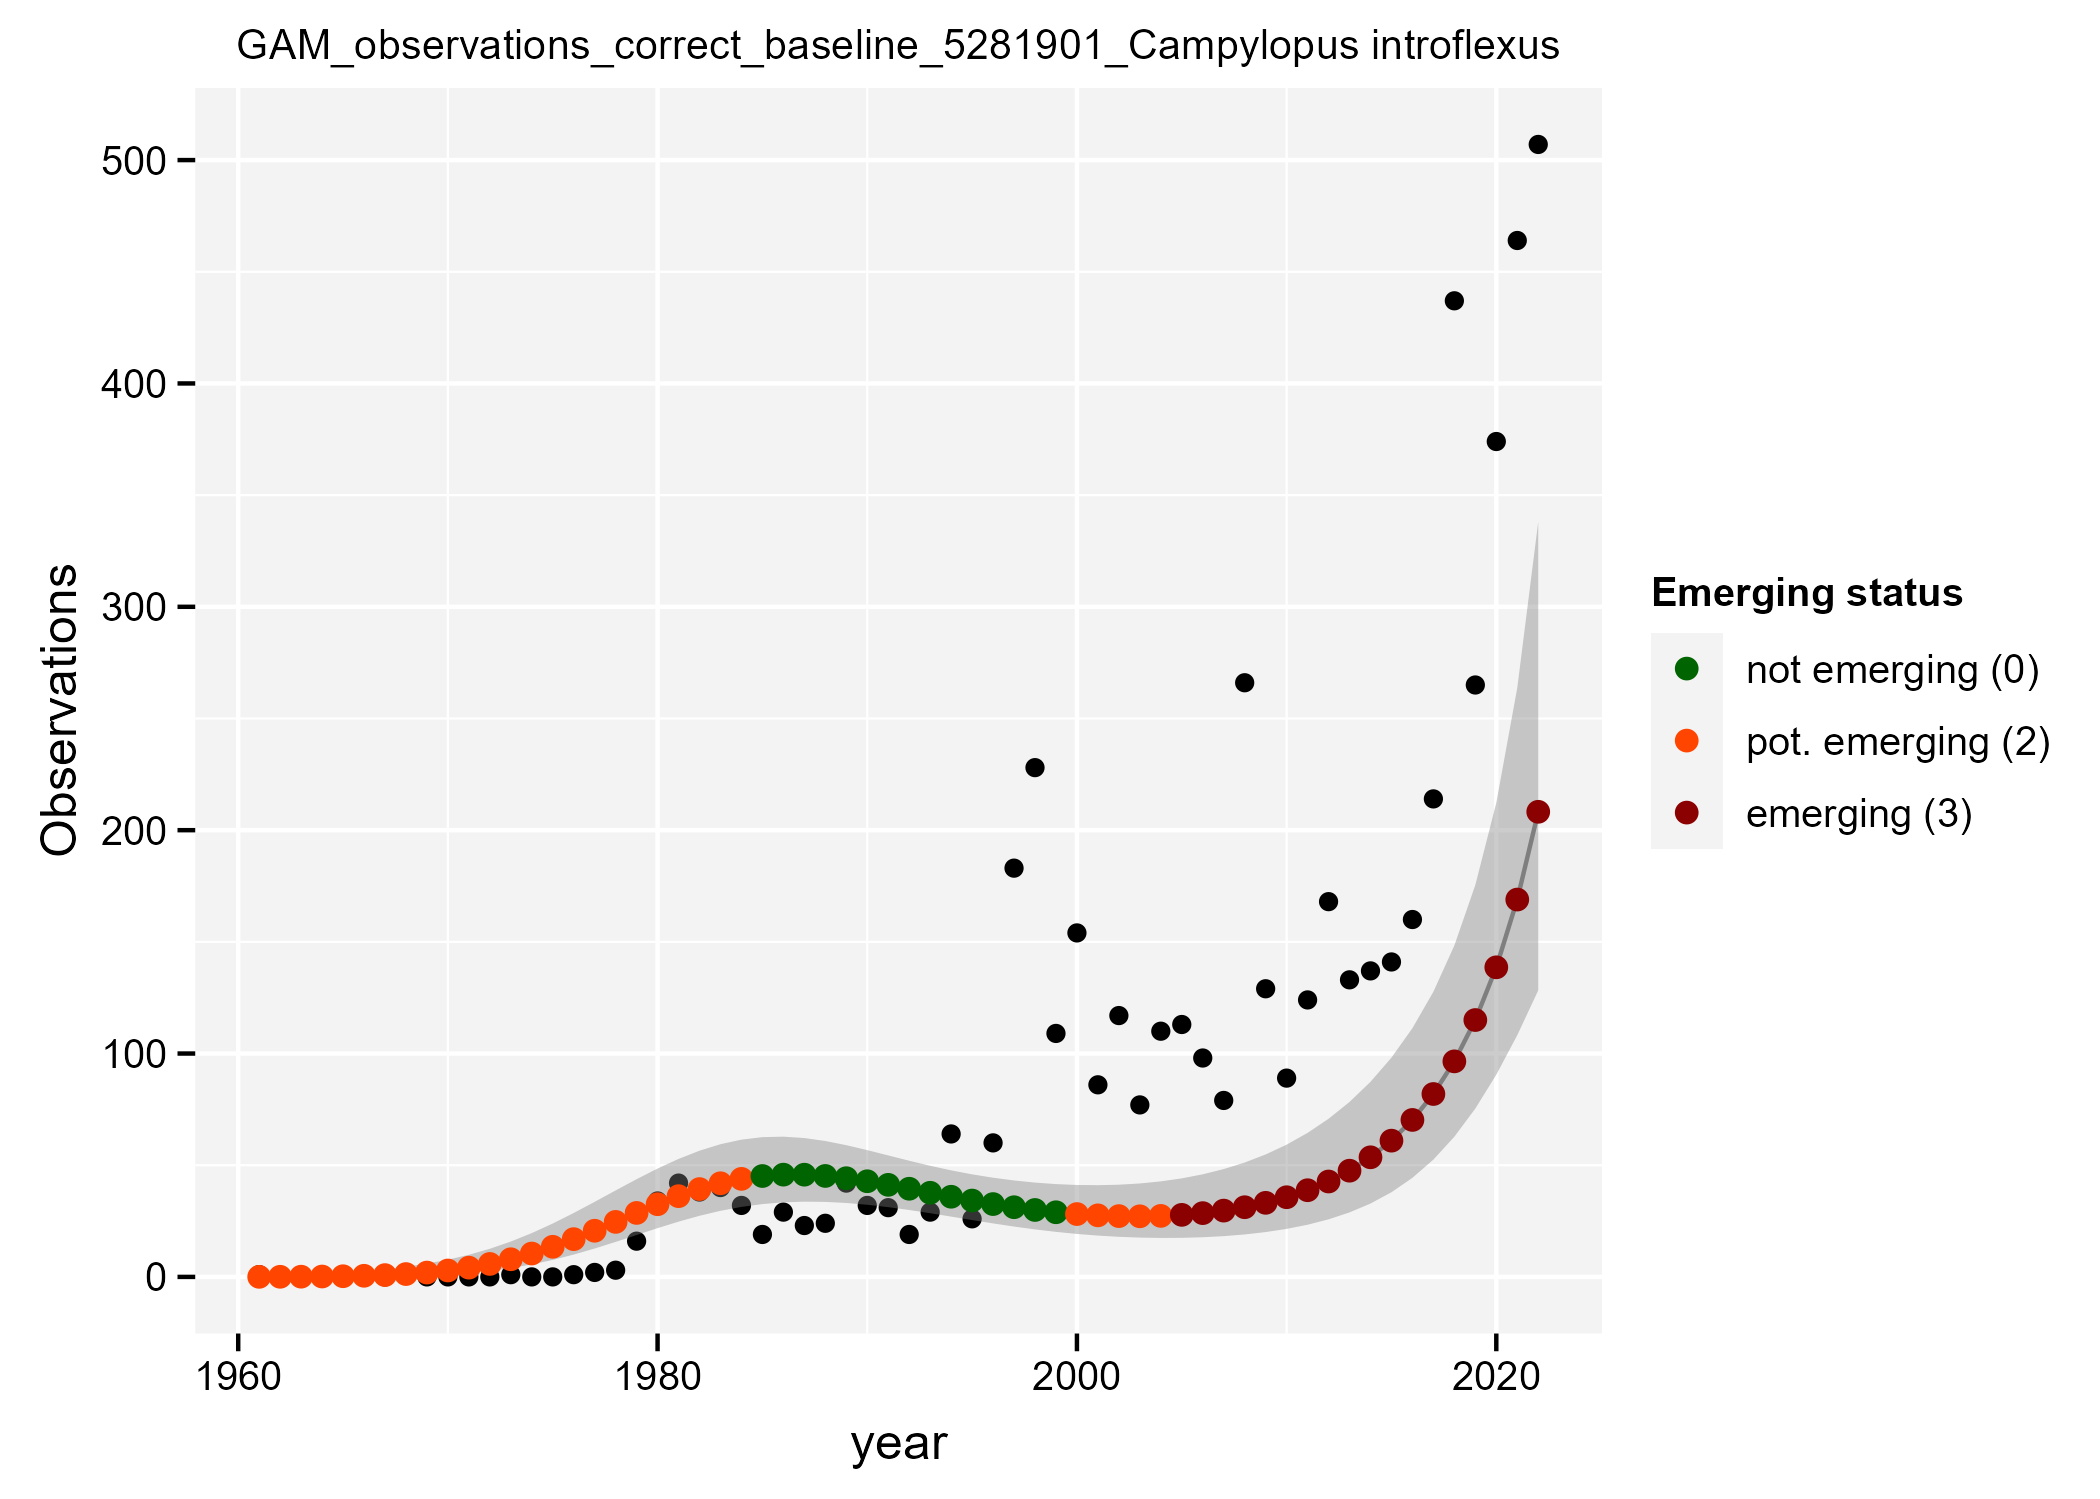 GAM_observations_correct_baseline_5281901_Campylopus introflexus
500
400
300
200
100
0
Observations
1960
1980
2000
2020
year
Emerging status
not emerging (0)
pot. emerging (2)
emerging (3)